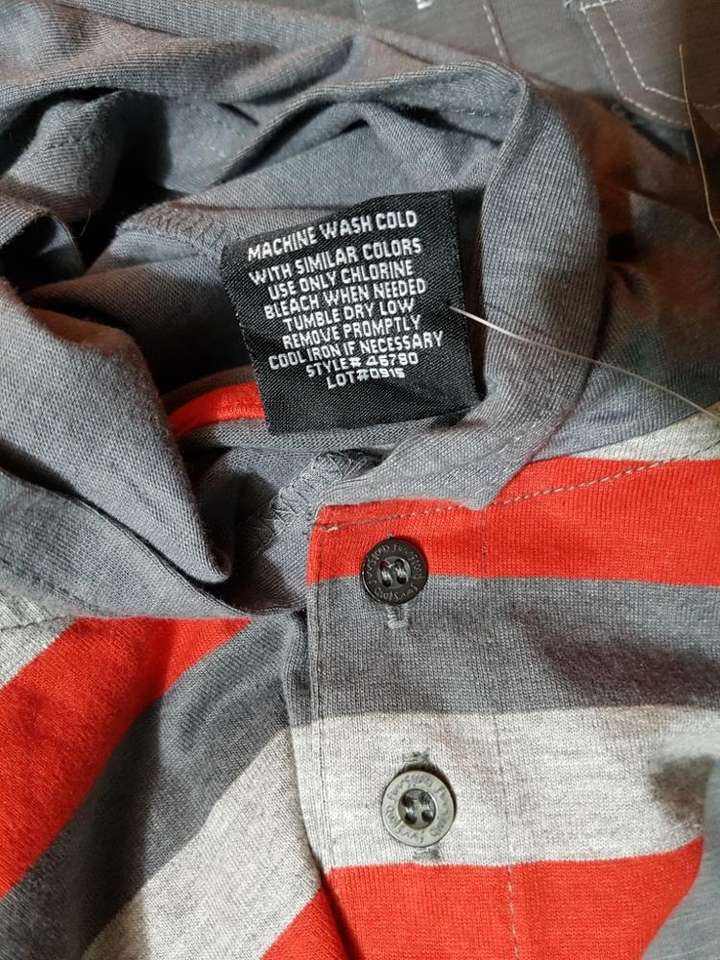 MACHINE WASH COLD
WITH SIMILAR COLORS
USE ONLY CHLORINE
BLEACH WHEN NEEDED
TUMBLE DRY LOW
REMOVE PROMPTLY
COOL IRON IF NECESSARY
STYLE# 46780
LOT#0915